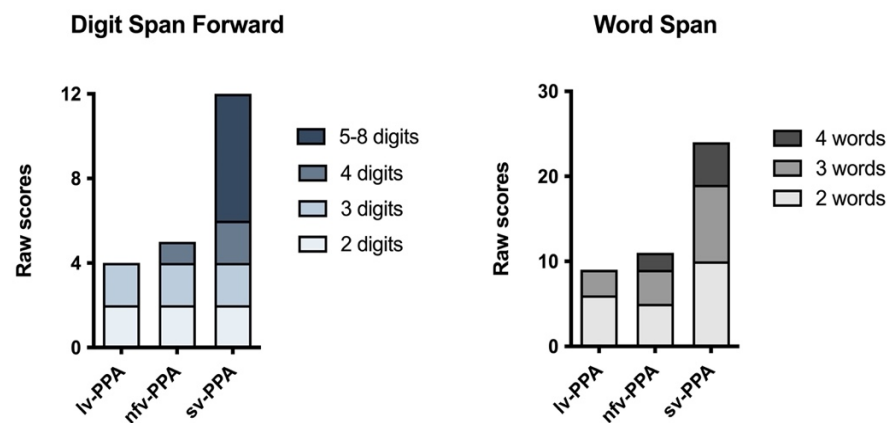 Digit Span Forward
Raw scores
12
8
4
0
lv-PPA
nfv-PPA
sv-PPA
5-8 digits
4 digits
3 digits
2 digits
Word Span
Raw scores
30
20
10
0
lv-PPA
nfv-PPA
sv-PPA
4 words
3 words
2 words